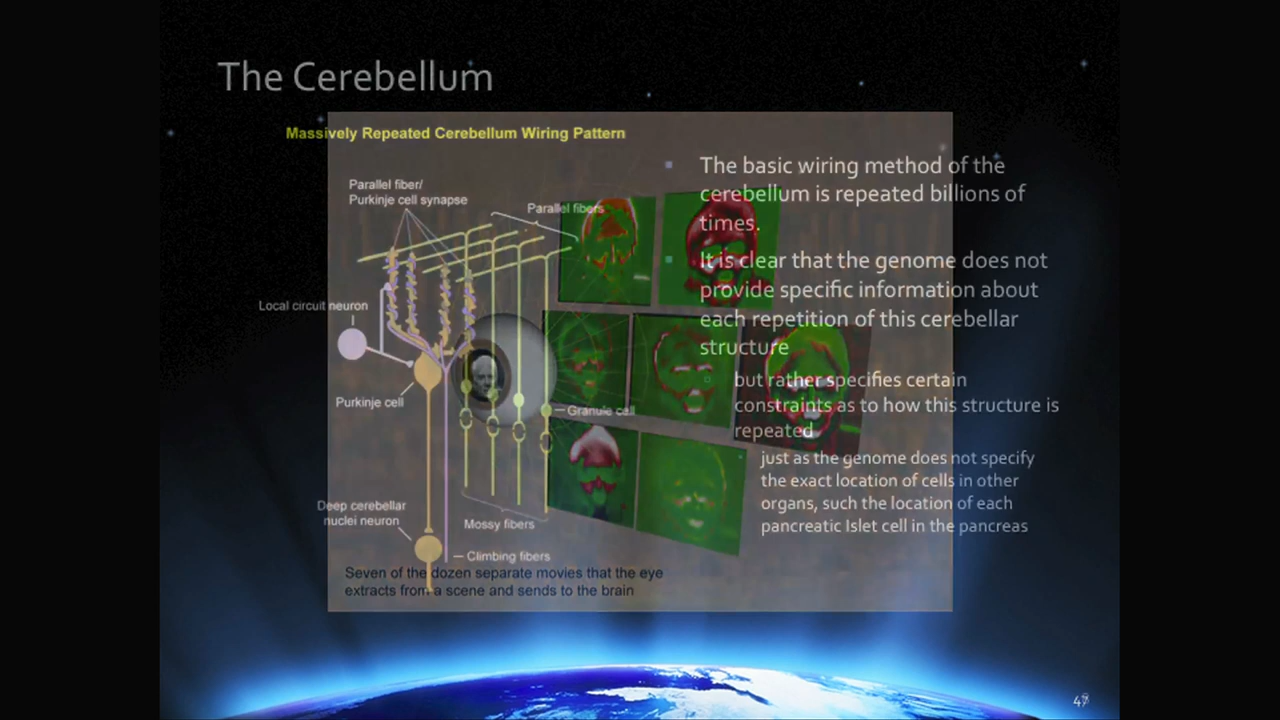 The Cerebellum
Massively Repeated Cerebellum Wiring Pattern
Parallel fiber/
Purkinje cell synapse
Parallel fibers
Local circuit neuron
Purkinje cell
Granule cell
Deep cerebellar
nuclei neuron
Mossy fibers
Climbing fibers
Seven of the dozen separate movies that the eye
extracts from a scene and sends to the brain
The basic wiring method of the
cerebellum is repeated billions of
times.
It is clear that the genome does not
provide specific information about
each repetition of this cerebellar
structure
but rather specifies certain
constraints as to how this structure is
repeated
just as the genome does not specify
the exact location of cells in other
organs, such the location of each
pancreatic Islet cell in the pancreas